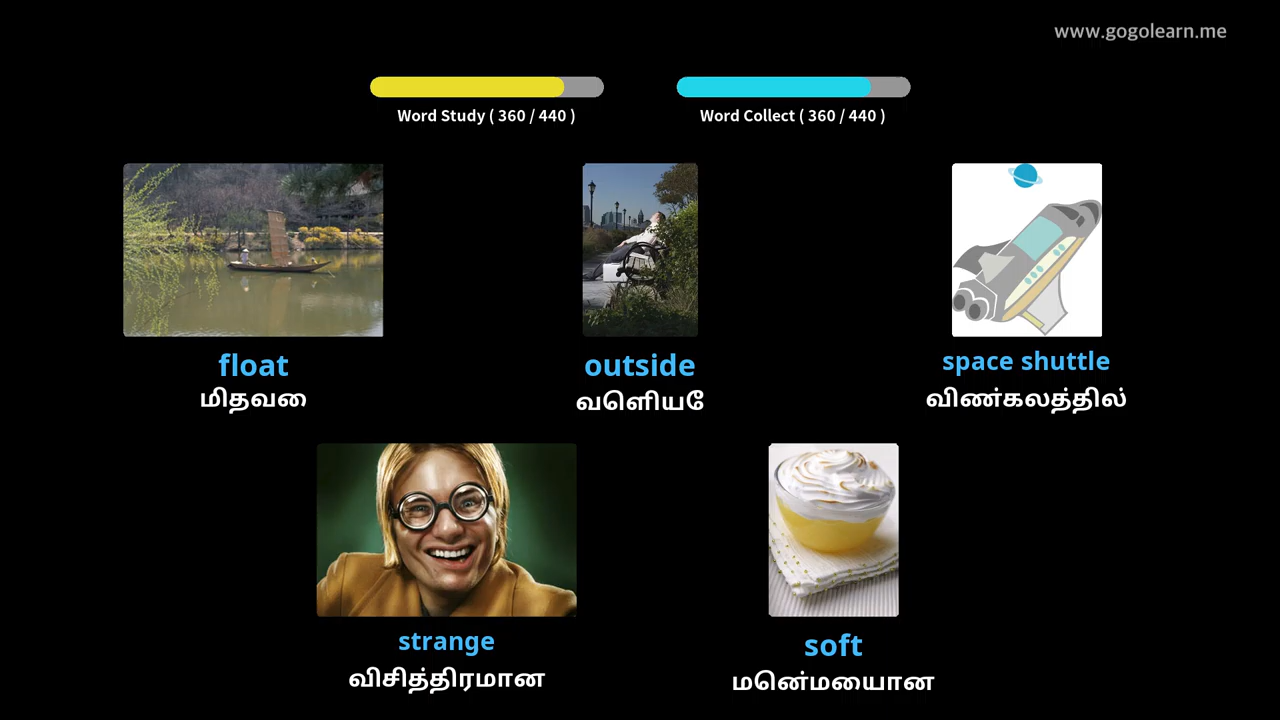 www.gogolearn.me
Word Study ( 360 / 440 )
Word Collect ( 360 / 440 )
float
மிதவை
outside
வெளியே
space shuttle
விண்கலத்தில்
strange
விசித்திரமான
soft
மென்மையான